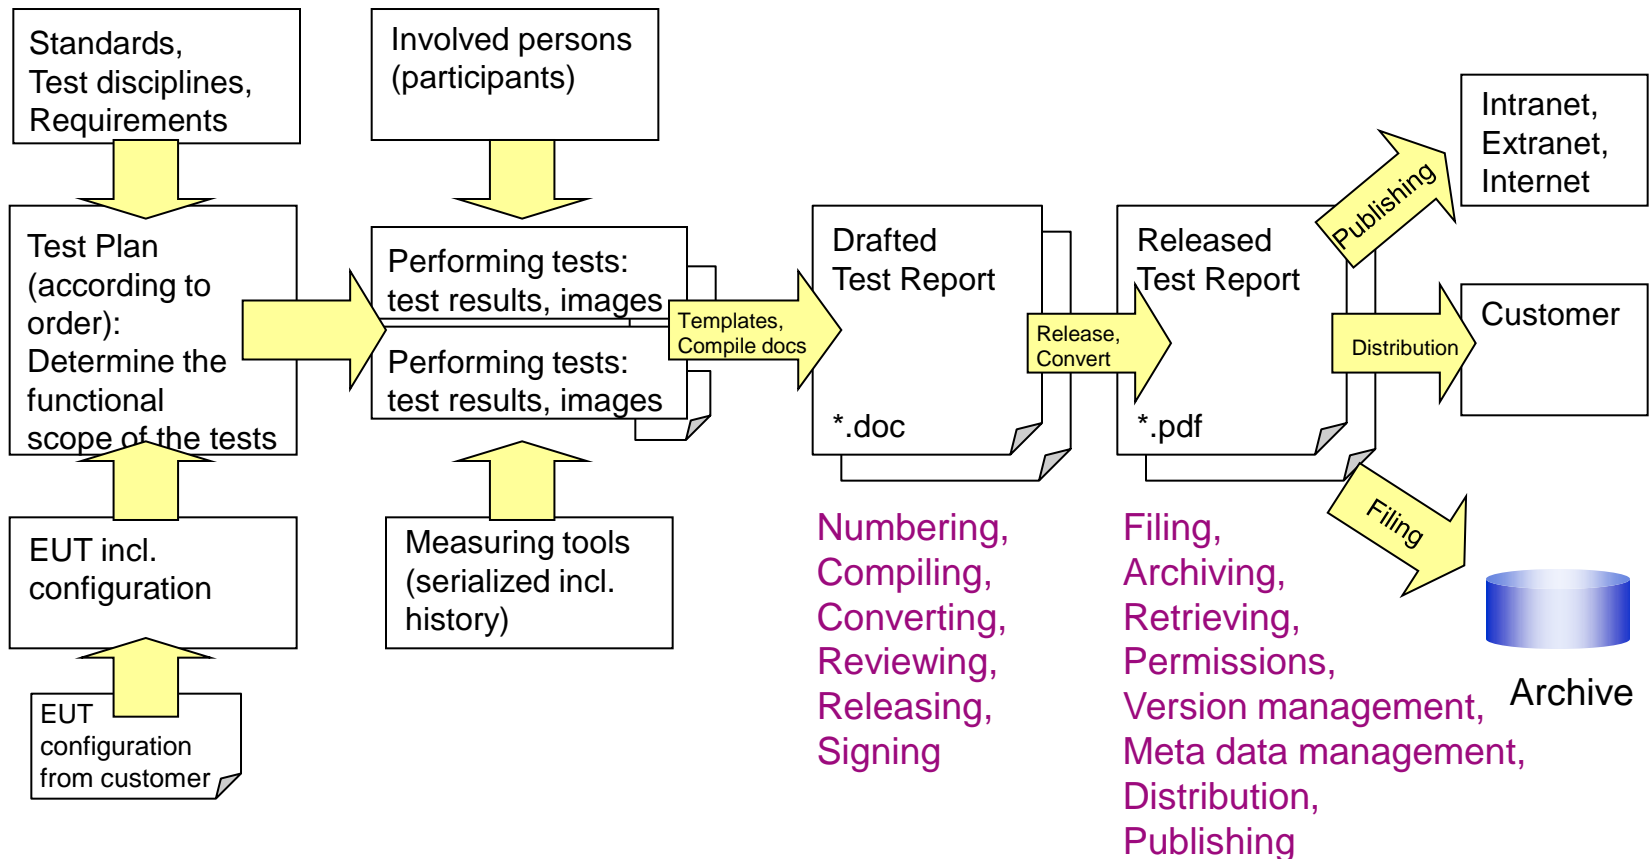 Standards,
Test disciplines,
Requirements
Involved persons
(participants)
Intranet,
Extranet,
Internet
Publishing
Test Plan
(according to
order):
Determine the
functional
scope of the tests
Performing tests:
test results, images
Performing tests:
test results, images
Templates,
Compile docs
Drafted
Test Report
*.doc
Release,
Convert
Released
Test Report
*.pdf
Distribution
Customer
Filing
Archive
EUT incl.
configuration
Measuring tools
(serialized incl.
history)
EUT
configuration
from customer
Numbering,
Compiling,
Converting,
Reviewing,
Releasing,
Signing
Filing,
Archiving,
Retrieving,
Permissions,
Version management,
Meta data management,
Distribution,
Publishing